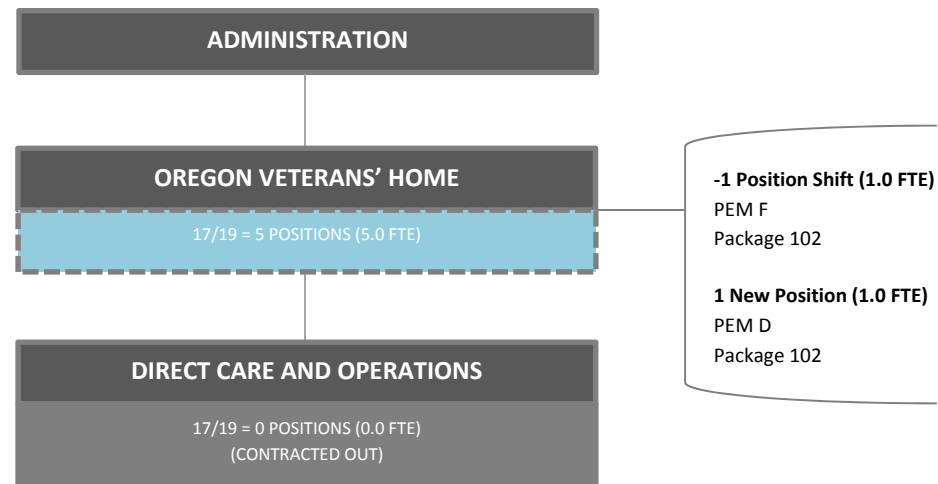 ADMINISTRATION
OREGON VETERANS’ HOME
17/19 = 5 POSITIONS (5.0 FTE)
-1 Position Shift (1.0 FTE)
PEM F
Package 102
1 New Position (1.0 FTE)
PEM D
Package 102
DIRECT CARE AND OPERATIONS
17/19 = 0 POSITIONS (0.0 FTE)
(CONTRACTED OUT)